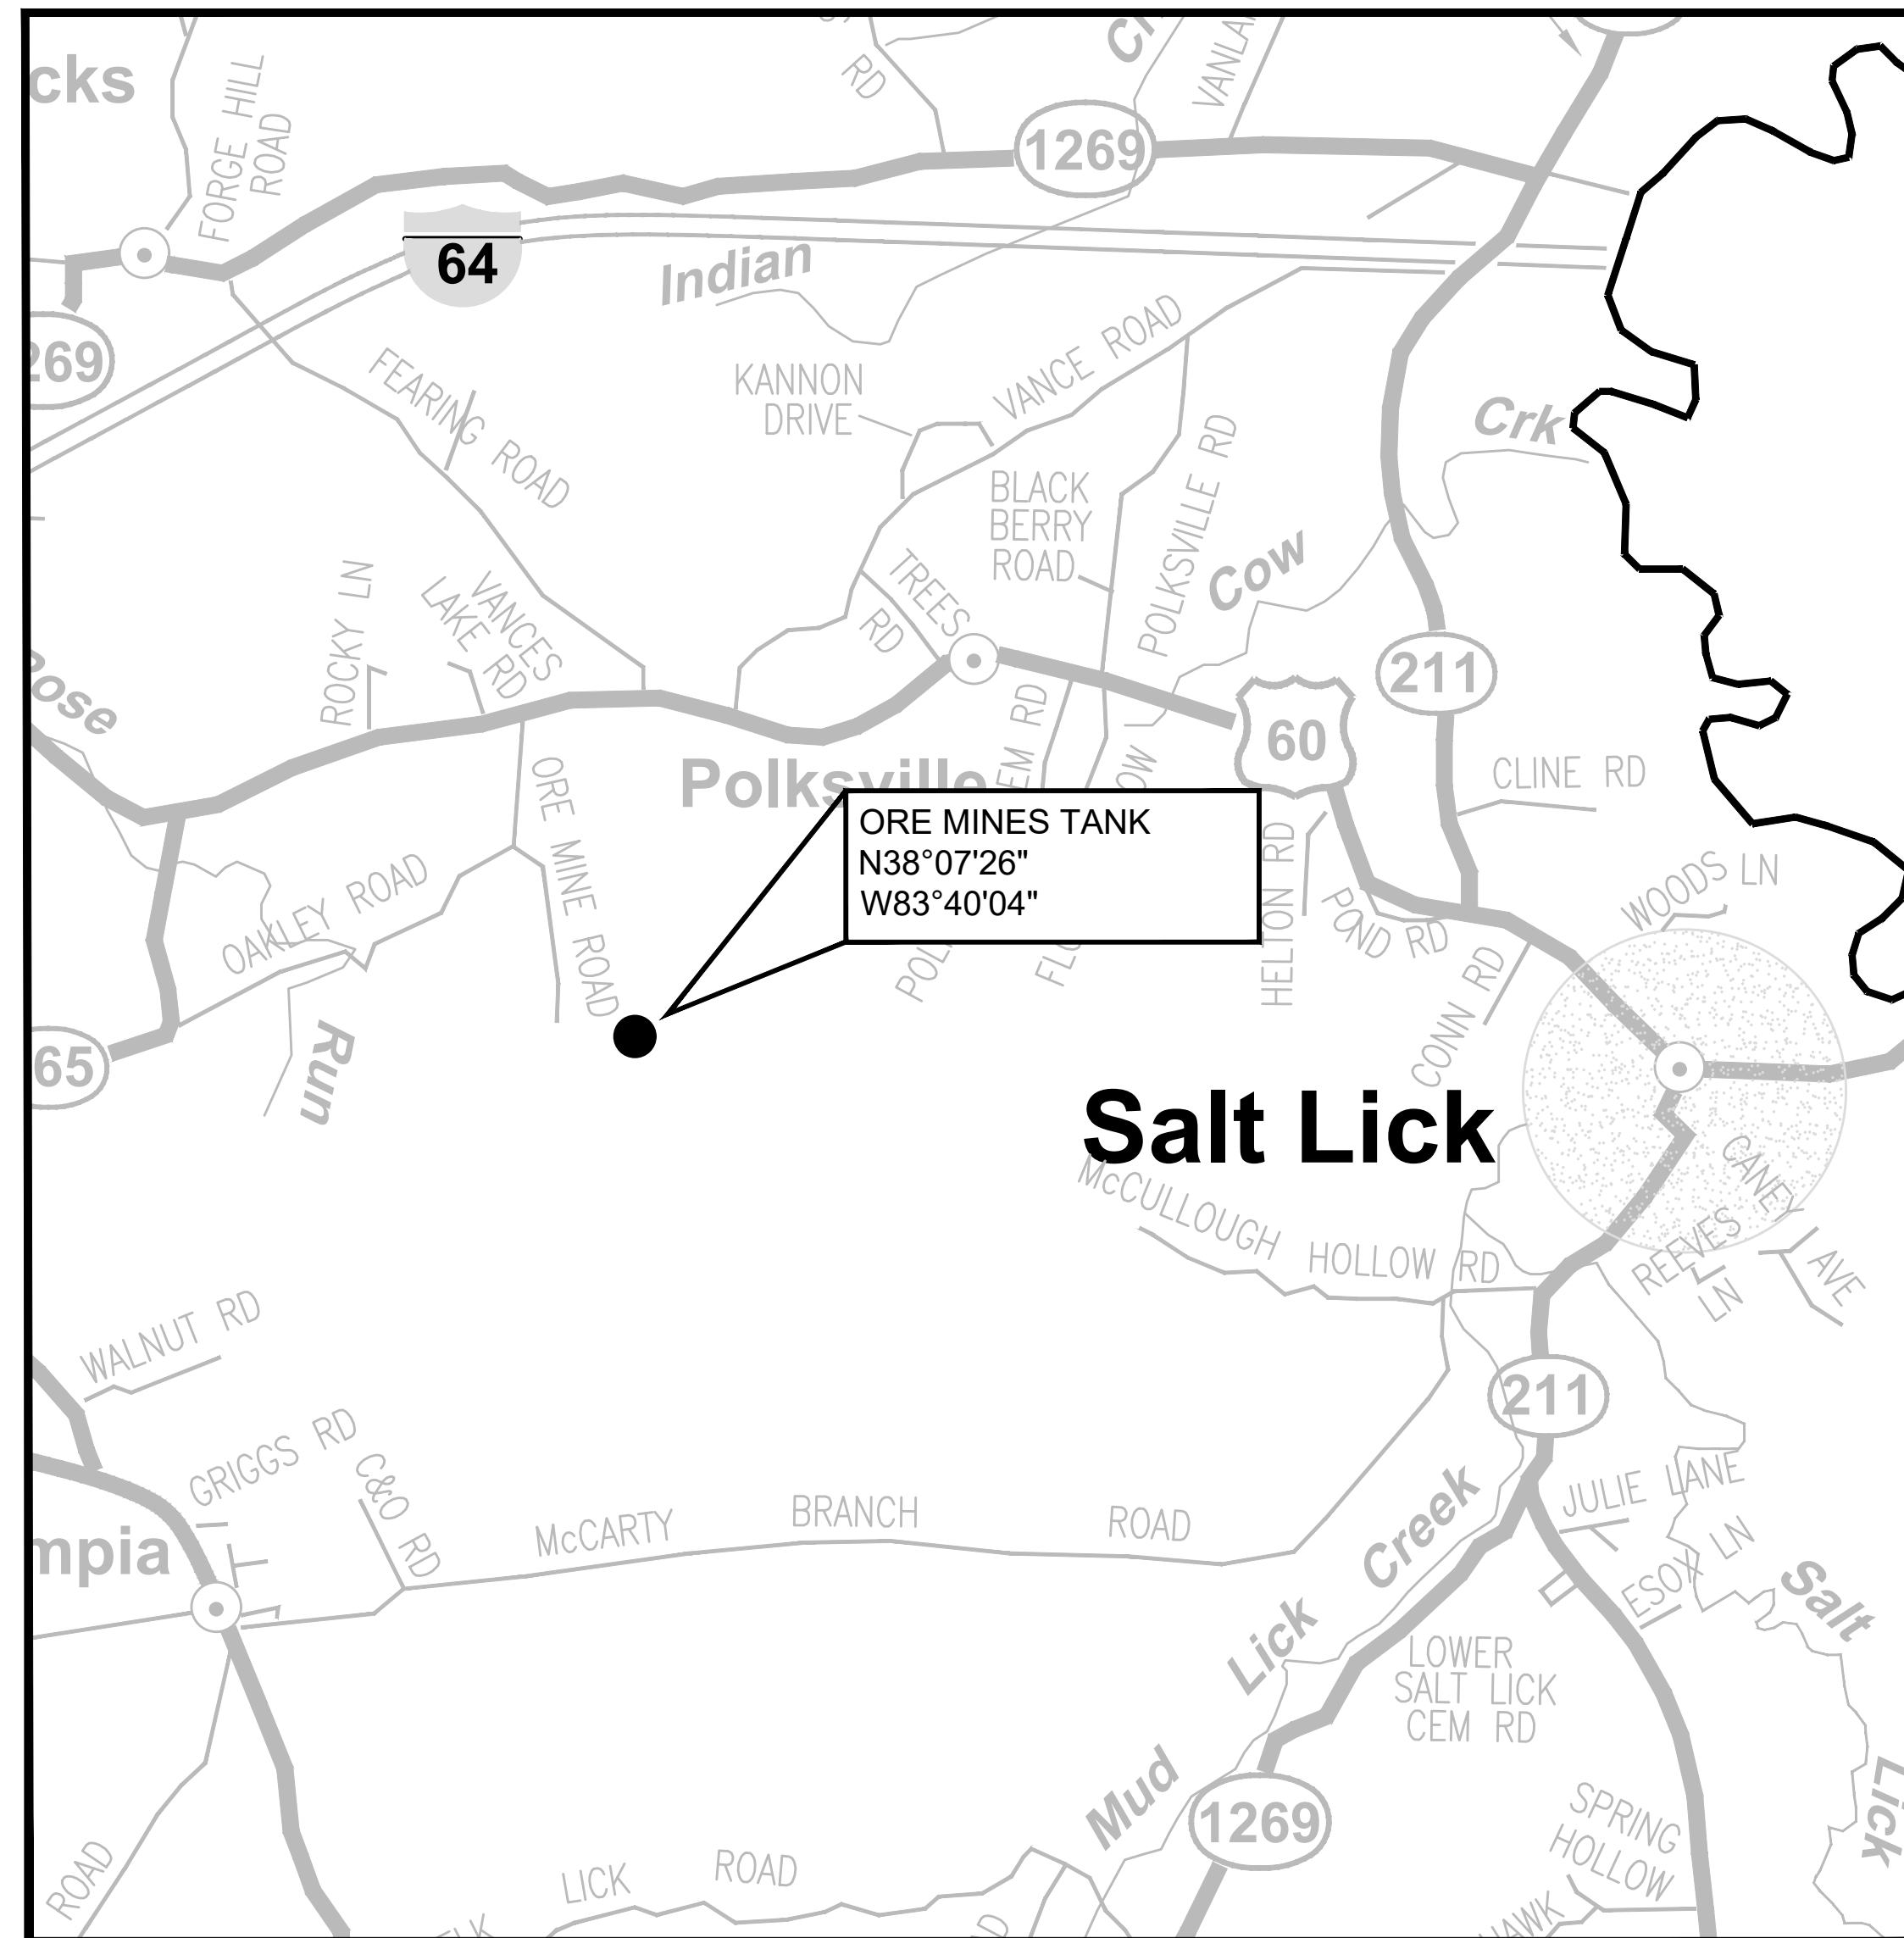 cks
FORGE HILL
ROAD
RD
1269
64
Indian
269
FEARING ROAD
KANNON
DRIVE
VANCE ROAD
Crk
BLACK
BERRY
ROAD
POLKSVILLE RD
Cow
TREES
RD
ROCKY LN
VANCES
LAKE RD
211
60
CLINE RD
Polksville
ORE MINE ROAD
ORE MINES TANK
N38°07'26"
W83°40'04"
HELTON RD
POND RD
WOODS LN
OAKLEY ROAD
CONN RD
65
Run
Salt Lick
McCULLOUGH HOLLOW RD
CANEY AVE
REEVES LN
WALNUT RD
211
GRIGGS RD
C&O RD
McCARTY BRANCH ROAD
mpia
JULIE LANE
ESOX LN
Mud Lick Creek
Salt Lick
LOWER
SALT LICK
CEM RD
1269
SPRING
HOLLOW
ROAD
LICK ROAD